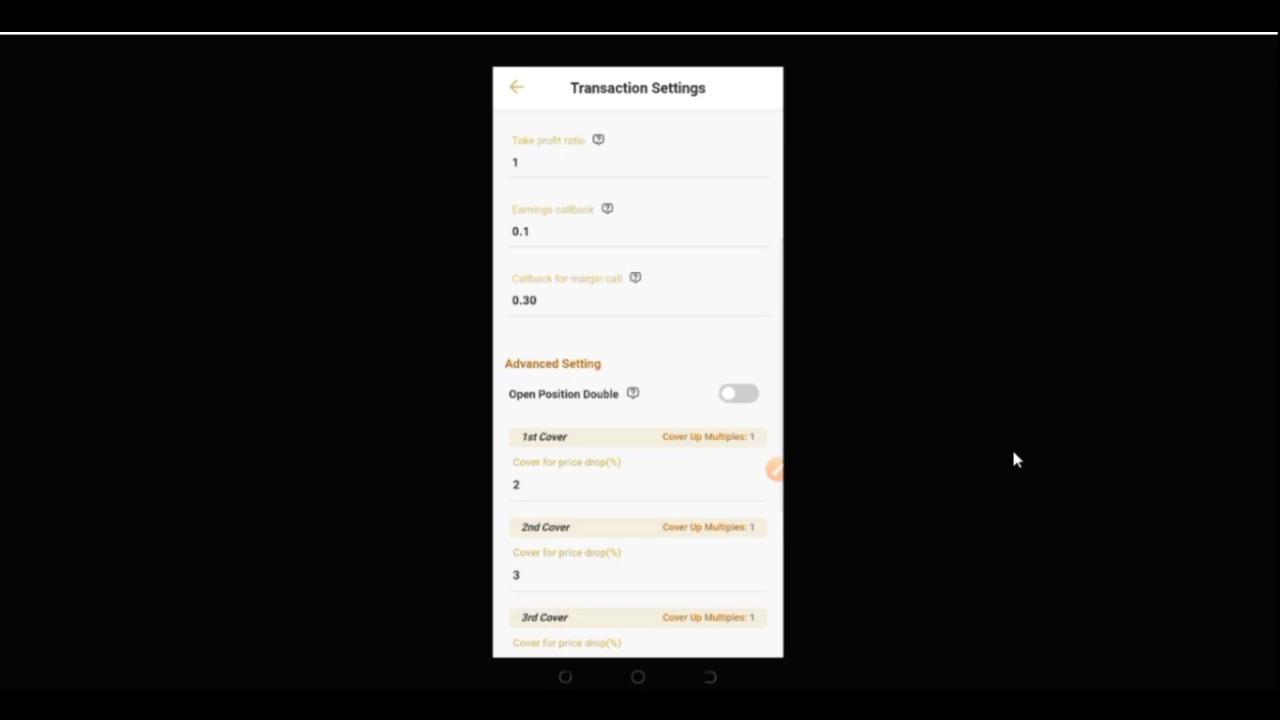 Transaction Settings
Take profit ratio
1
Earnings callback
0.1
Callback for margin call
0.30
Advanced Setting
Open Position Double
1st Cover Cover Up Multiples: 1
Cover for price drop(%)
2
2nd Cover Cover Up Multiples: 1
Cover for price drop(%)
3
3rd Cover Cover Up Multiples: 1
Cover for price drop(%)